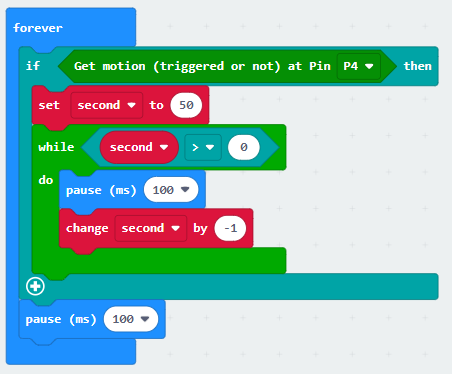 forever
if Get motion (triggered or not) at Pin P4 then
set second to 50
while second > 0
do pause (ms) 100
change second by -1
pause (ms) 100